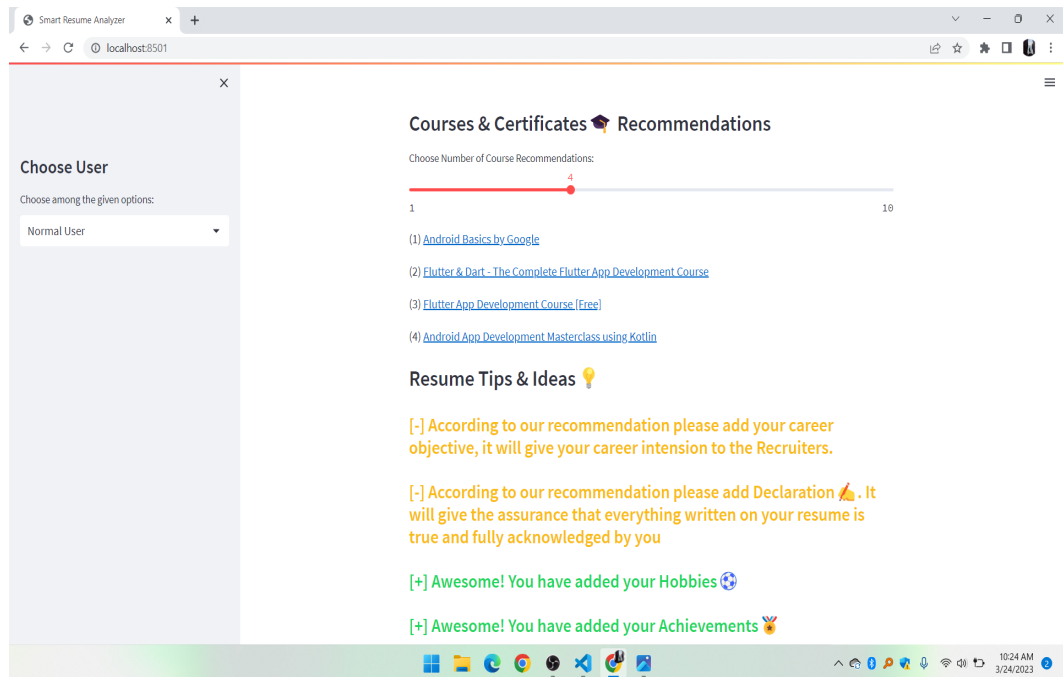 Smart Resume Analyzer
localhost:8501
Choose User
Choose among the given options:
Normal User
Courses & Certificates🎓 Recommendations
Choose Number of Course Recommendations:
4
1 10
(1) Android Basics by Google
(2) Flutter & Dart - The Complete Flutter App Development Course
(3) Flutter App Development Course [Free]
(4) Android App Development Masterclass using Kotlin
Resume Tips & Ideas💡
[-] According to our recommendation please add your career
objective, it will give your career intension to the Recruiters.
[-] According to our recommendation please add Declaration✍. It
will give the assurance that everything written on your resume is
true and fully acknowledged by you
[+] Awesome! You have added your Hobbies⚽
[+] Awesome! You have added your Achievements🏅
10:24 AM
3/24/2023
2